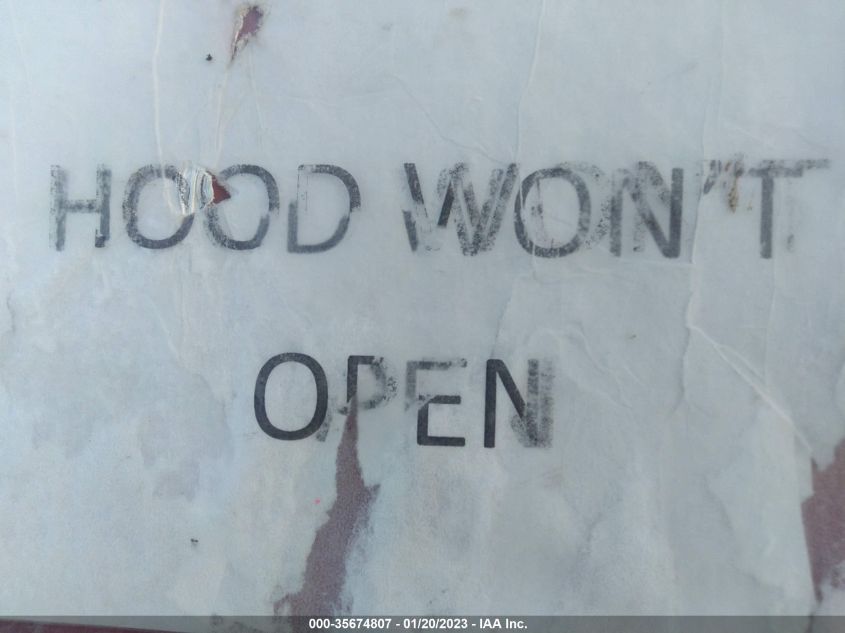 HOOD WON'T
OPEN
000-35674807 - 01/20/2023 - IAA Inc.